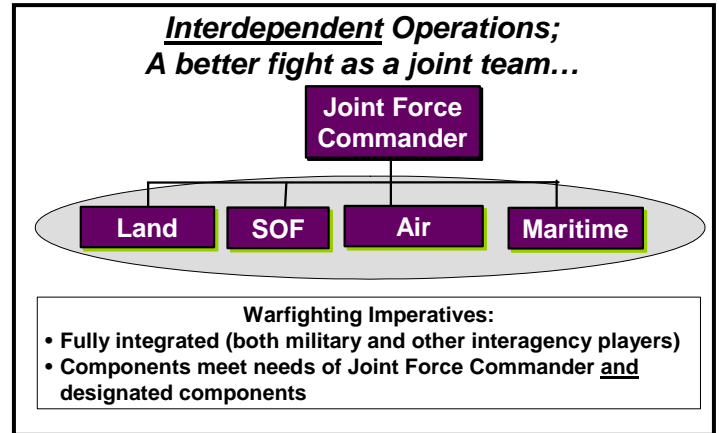 Interdependent Operations;
A better fight as a joint team…
Joint Force
Commander
Land
SOF
Air
Maritime
Warfighting Imperatives:
• Fully integrated (both military and other interagency players)
• Components meet needs of Joint Force Commander and
designated components